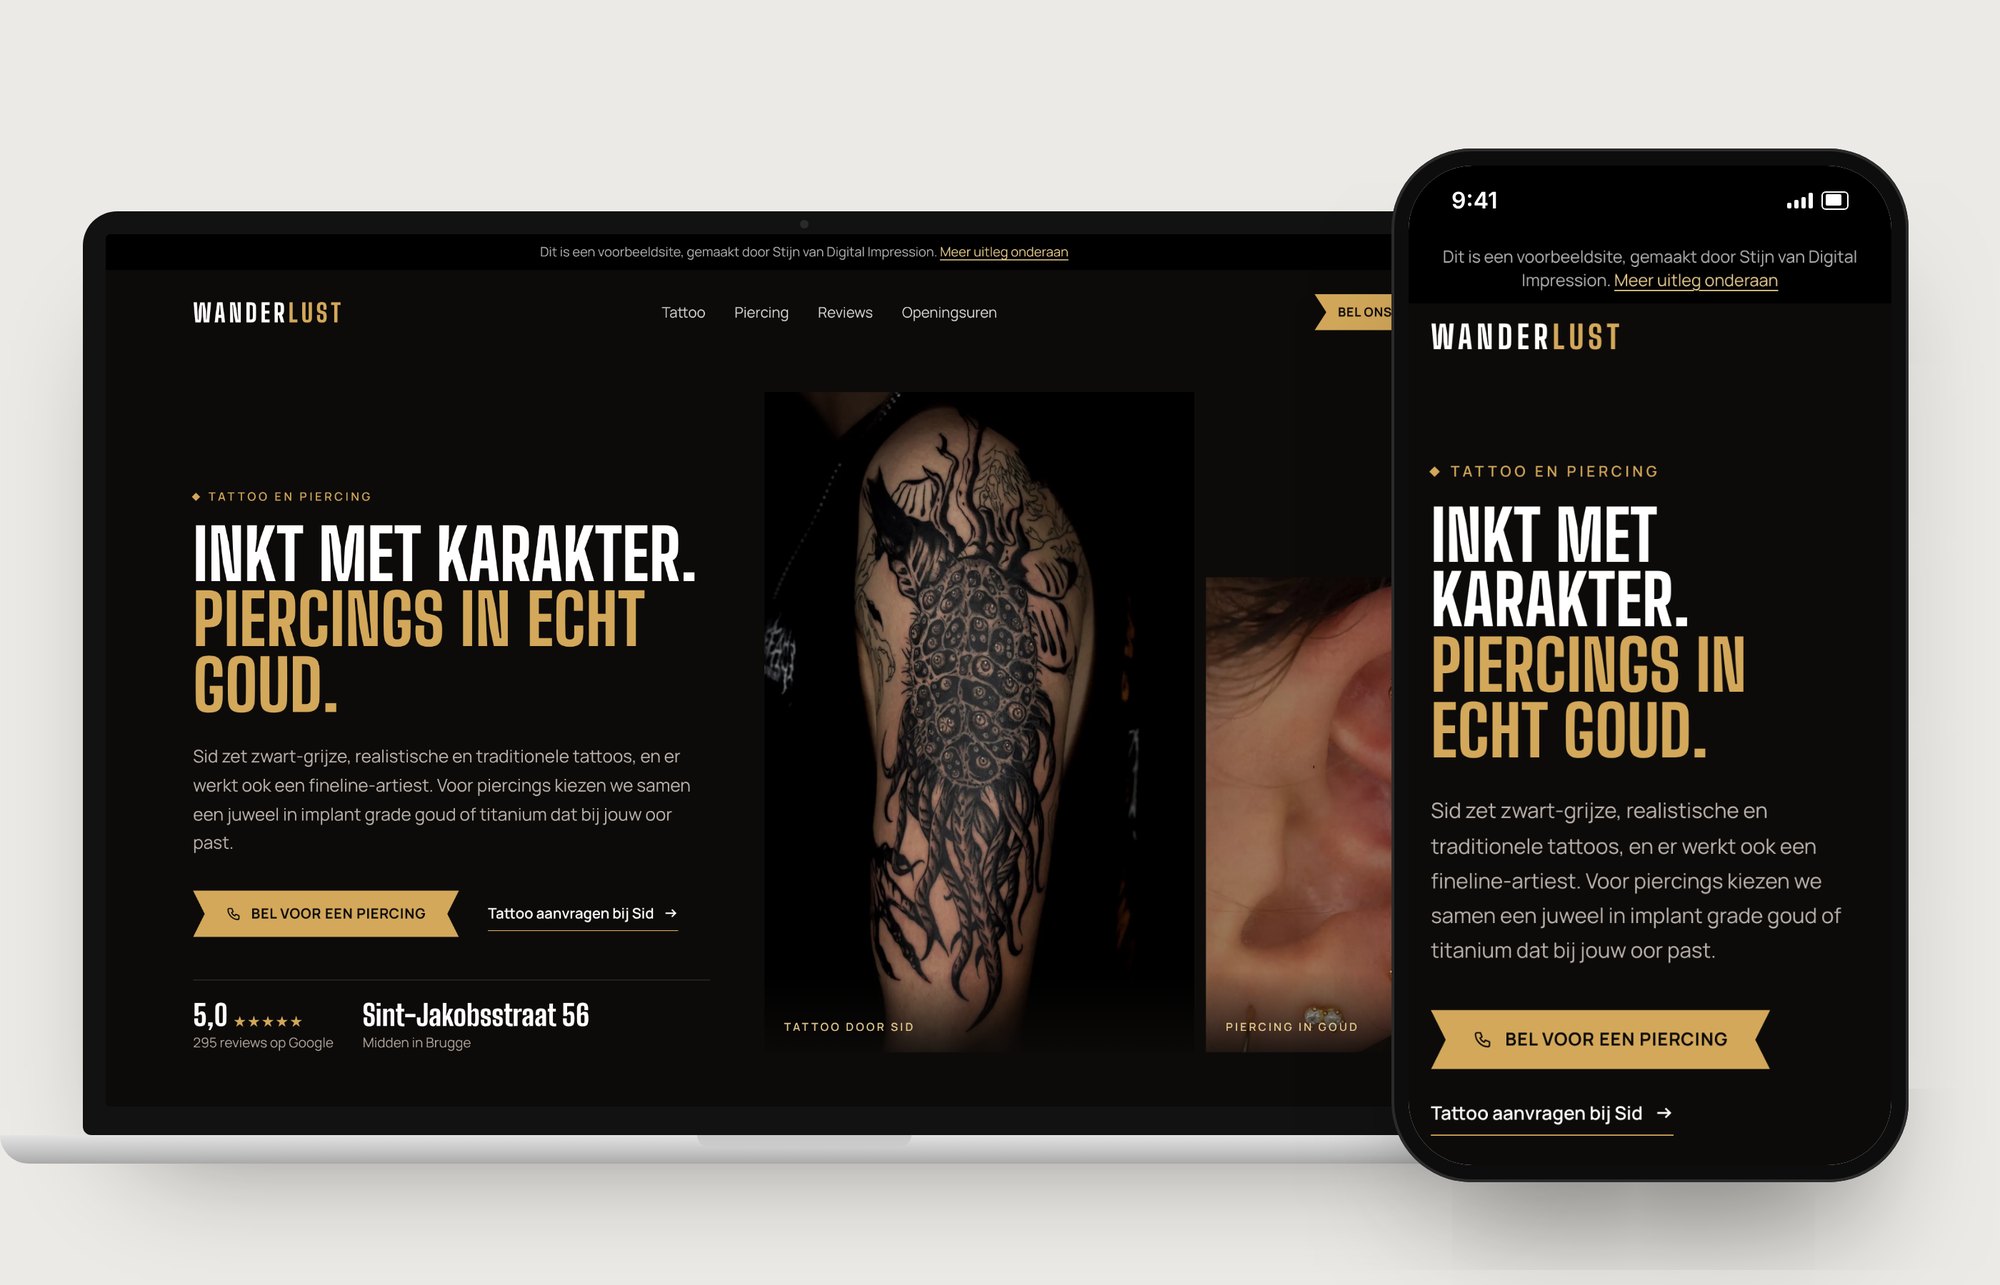 Dit is een voorbeeldsite, gemaakt door Stijn van Digital Impression. Meer uitleg onderaan
WANDERLUST
Tattoo
Piercing
Reviews
Openingsuren
BEL ONS
TATTOO EN PIERCING
INKT MET KARAKTER.
PIERCINGS IN ECHT
GOUD.
Sid zet zwart-grijze, realistische en traditionele tattoos, en er
werkt ook een fineline-artiest. Voor piercings kiezen we samen
een juweel in implant grade goud of titanium dat bij jouw oor
past.
BEL VOOR EEN PIERCING
Tattoo aanvragen bij Sid →
5,0 ★★★★★
295 reviews op Google
Sint-Jakobsstraat 56
Midden in Brugge
TATTOO DOOR SID
PIERCING IN GOUD
9:41
Dit is een voorbeeldsite, gemaakt door Stijn van Digital
Impression. Meer uitleg onderaan
WANDERLUST
TATTOO EN PIERCING
INKT MET
KARAKTER.
PIERCINGS IN
ECHT GOUD.
Sid zet zwart-grijze, realistische en
traditionele tattoos, en er werkt ook een
fineline-artiest. Voor piercings kiezen we
samen een juweel in implant grade goud of
titanium dat bij jouw oor past.
BEL VOOR EEN PIERCING
Tattoo aanvragen bij Sid →